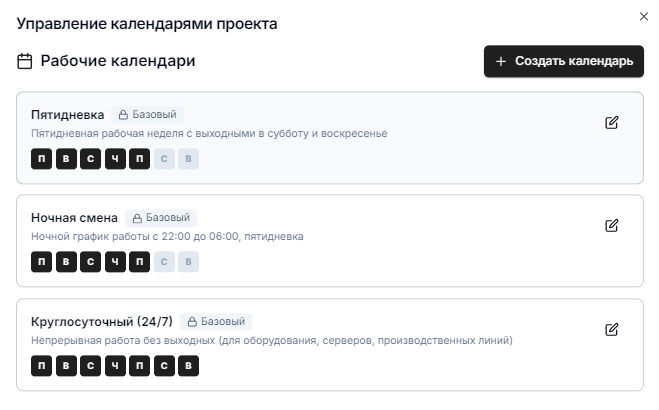 Управление календарями проекта
Рабочие календари
Создать календарь
Пятидневка Базовый
Пятидневная рабочая неделя с выходными в субботу и воскресенье
П В С Ч П С В
Ночная смена Базовый
Ночной график работы с 22:00 до 06:00, пятидневка
П В С Ч П С В
Круглосуточный (24/7) Базовый
Непрерывная работа без выходных (для оборудования, серверов, производственных линий)
П В С Ч П С В